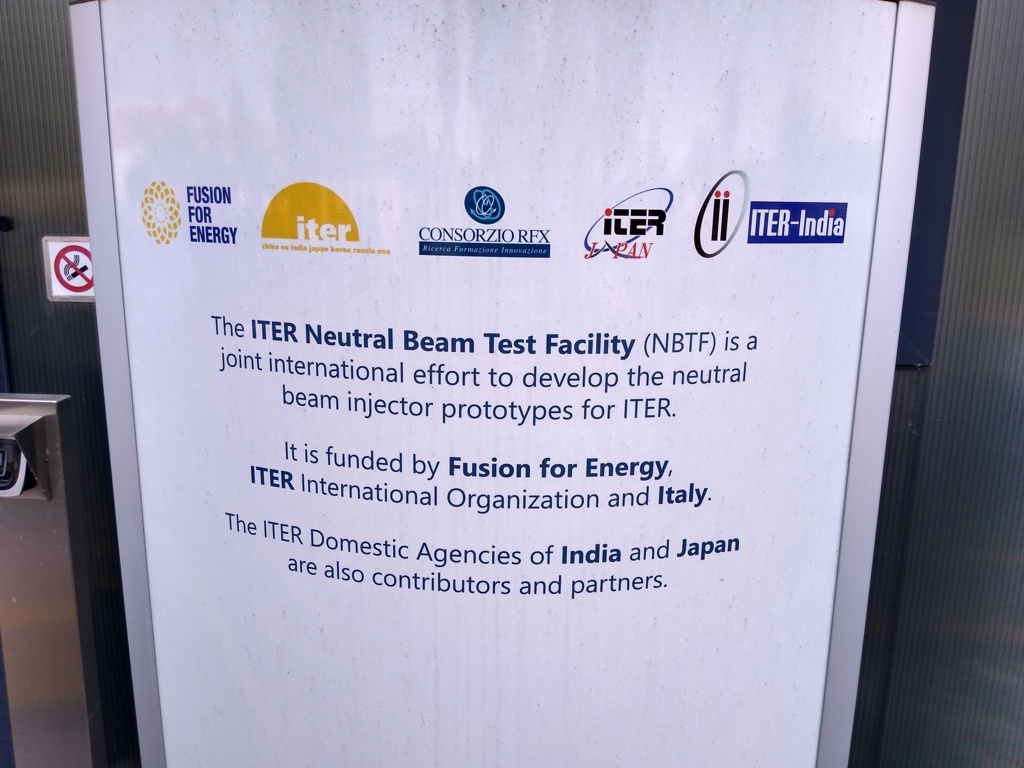 FUSION
FOR
ENERGY
iter
china eu india japan korea russia usa
CONSORZIO RFX
Ricerca Formazione Innovazione
iTER
JAPAN
ii
ITER-India
The ITER Neutral Beam Test Facility (NBTF) is a
joint international effort to develop the neutral
beam injector prototypes for ITER.
It is funded by Fusion for Energy,
ITER International Organization and Italy.
The ITER Domestic Agencies of India and Japan
are also contributors and partners.